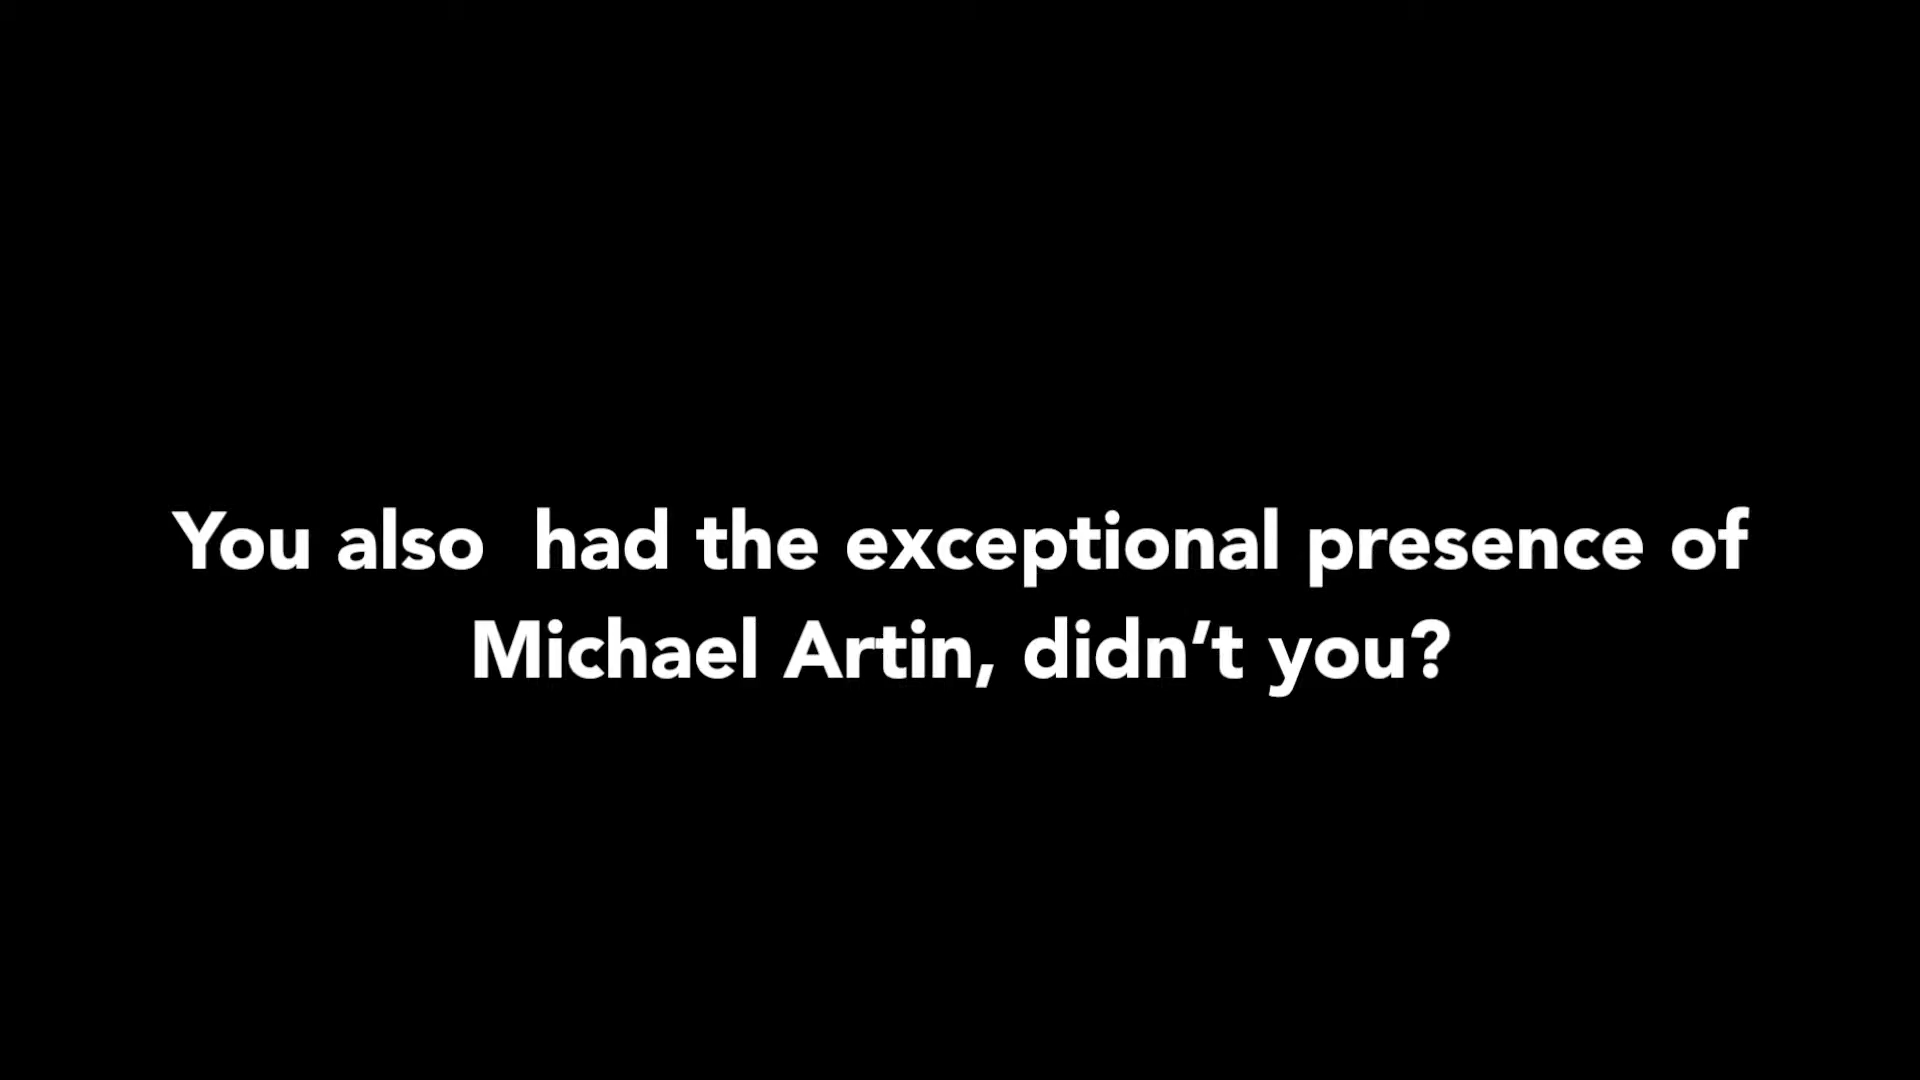 You also  had the exceptional presence of
Michael Artin, didn’t you?